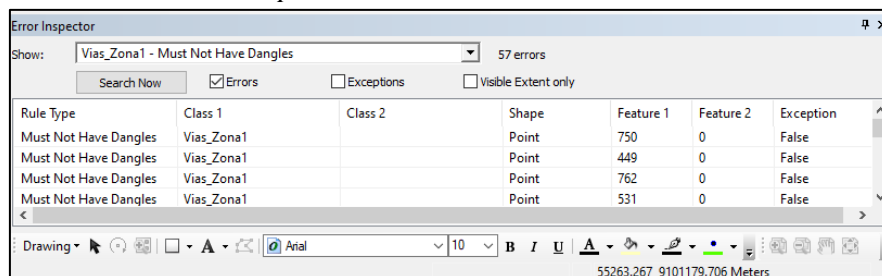 Error Inspector
Show: Vias_Zona1 - Must Not Have Dangles 57 errors
Search Now Errors Exceptions Visible Extent only
Rule Type Class 1 Class 2 Shape Feature 1 Feature 2 Exception
Must Not Have Dangles Vias_Zona1 Point 750 0 False
Must Not Have Dangles Vias_Zona1 Point 449 0 False
Must Not Have Dangles Vias_Zona1 Point 762 0 False
Must Not Have Dangles Vias_Zona1 Point 531 0 False
Drawing A Arial 10 B I U A
55263.267 9101179.706 Meters